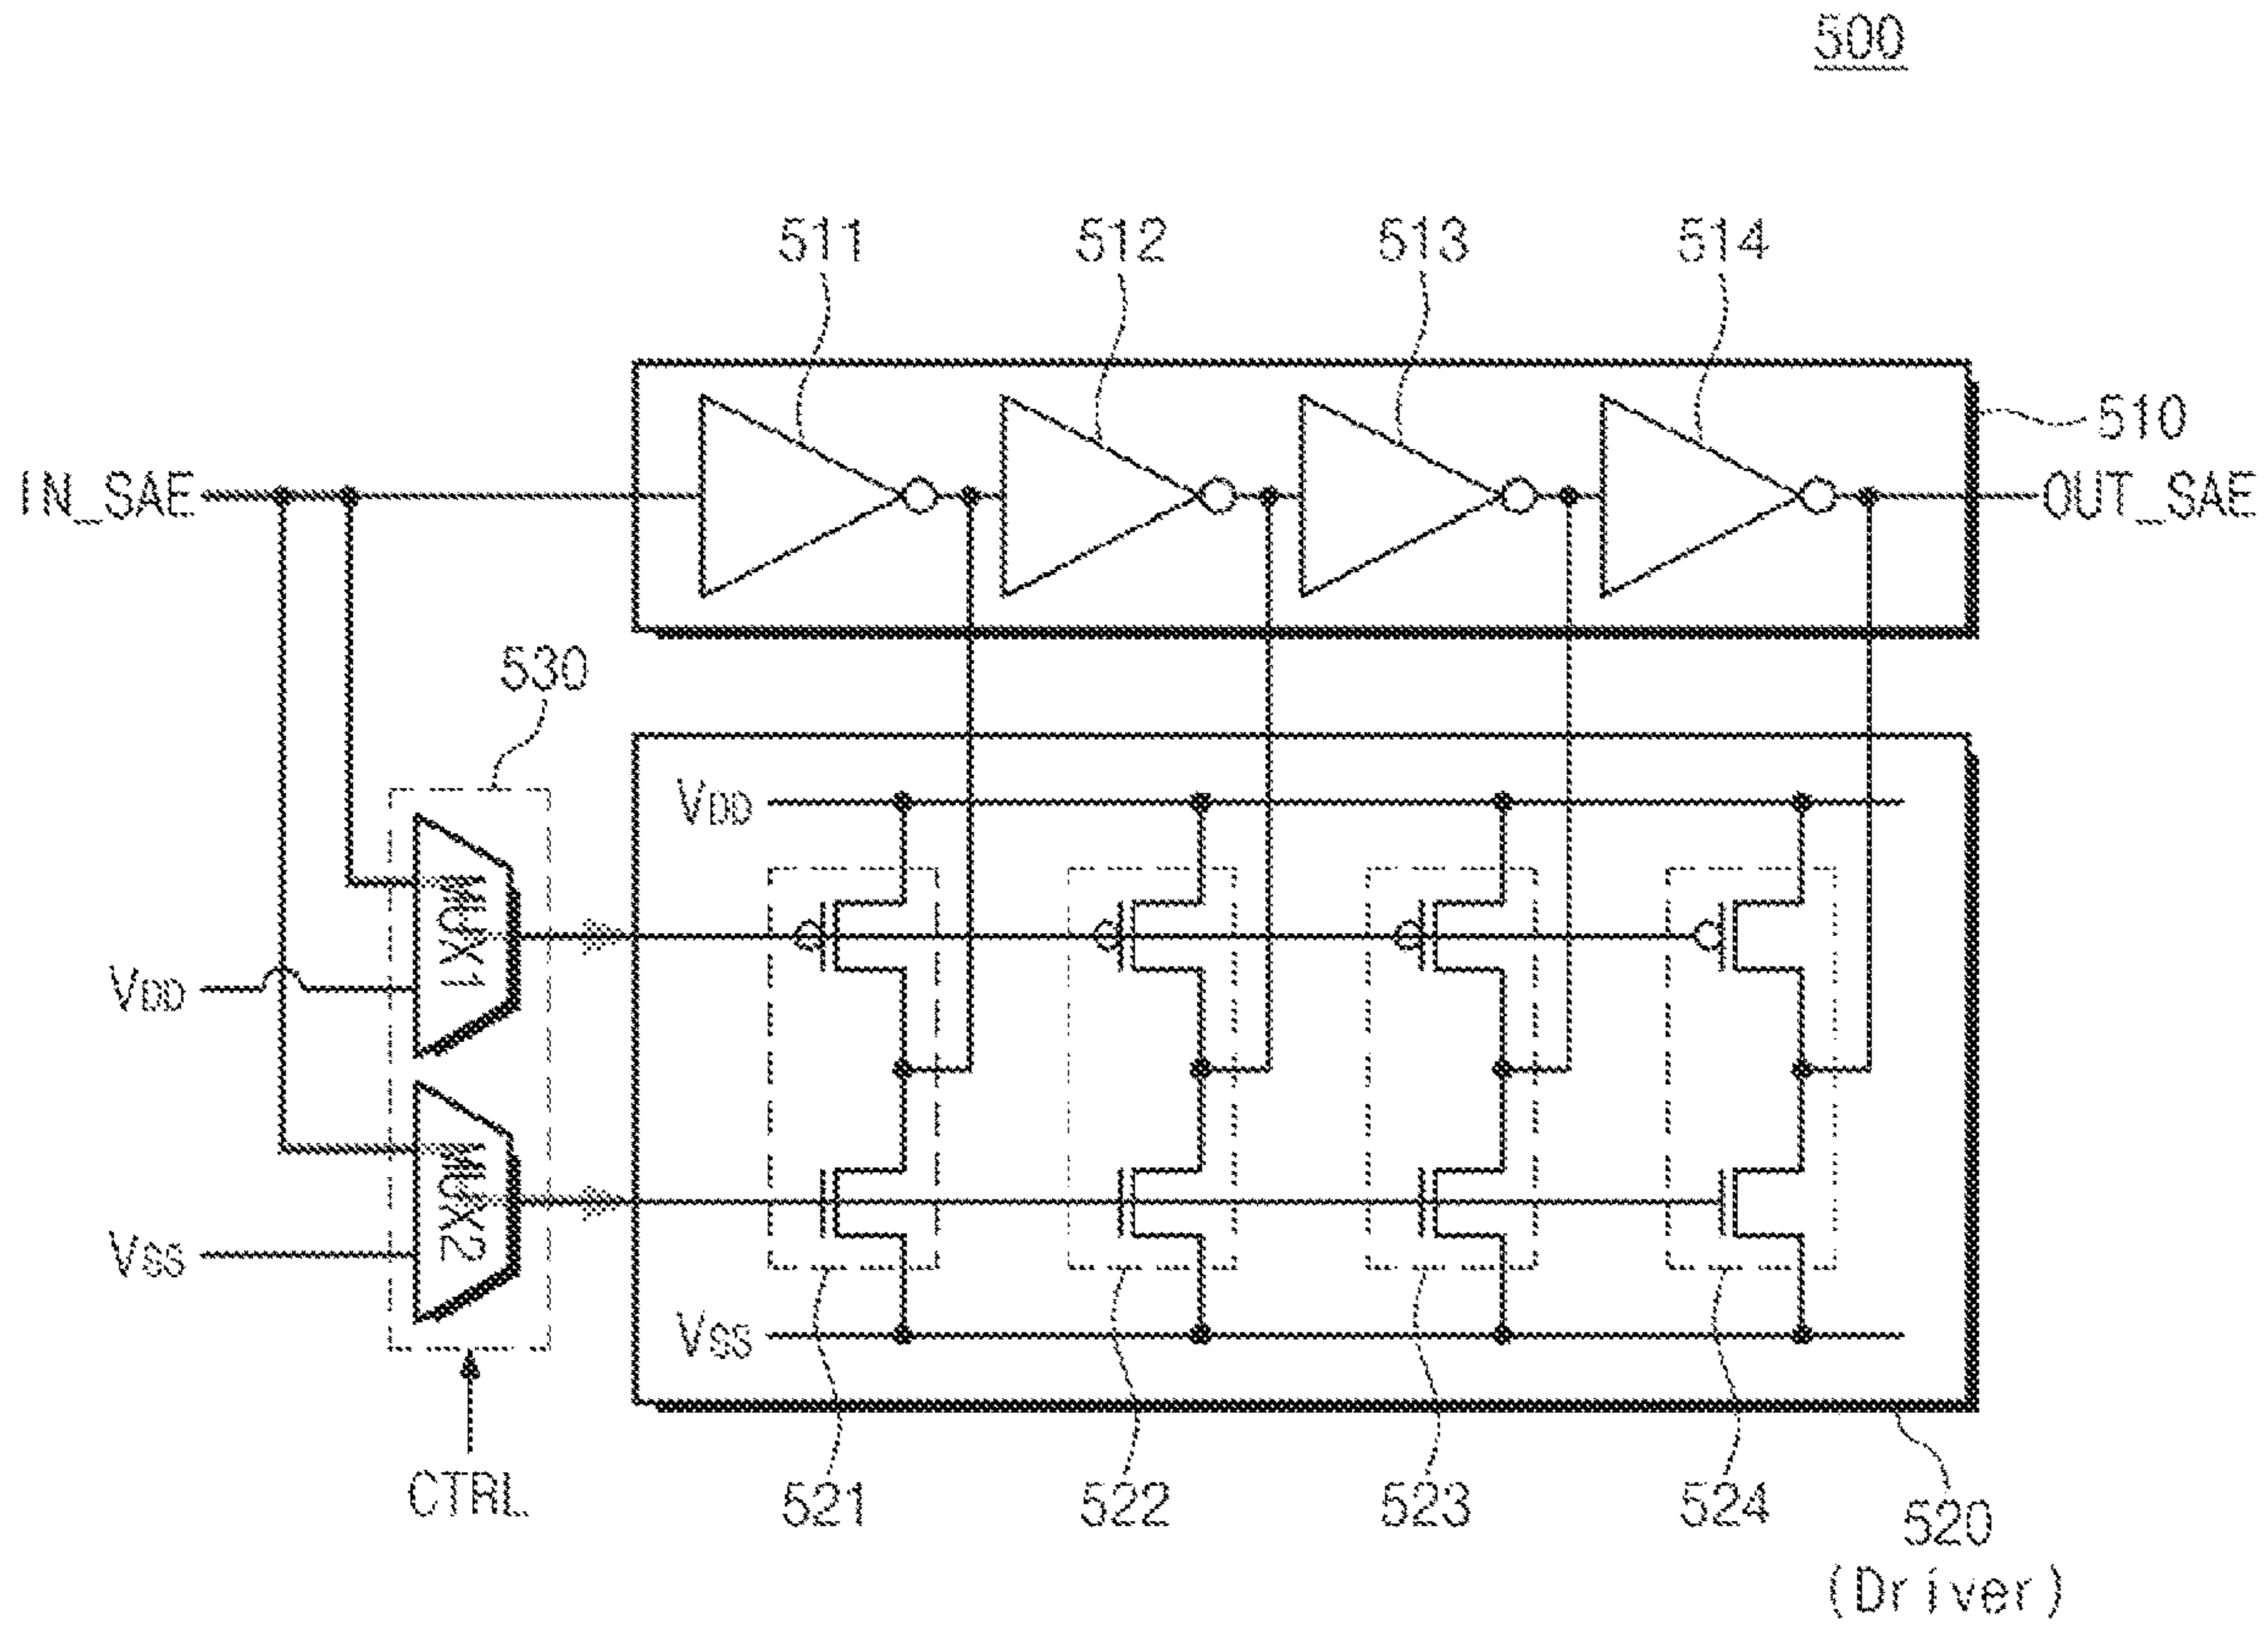 500
511 512 513 514
510
IN_SAE
OUT_SAE
530
VDD
MUX1
VDD
MUX2
VSS
VSS
CTRL
521 522 523 524
520
(Driver)